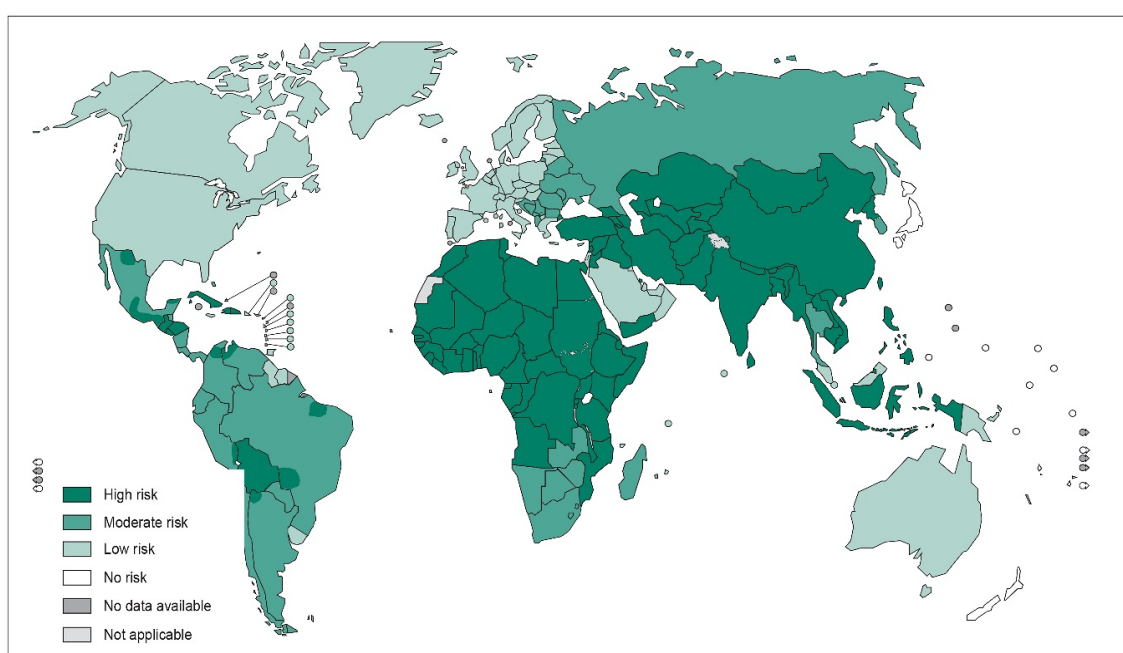 High risk
Moderate risk
Low risk
No risk
No data available
Not applicable